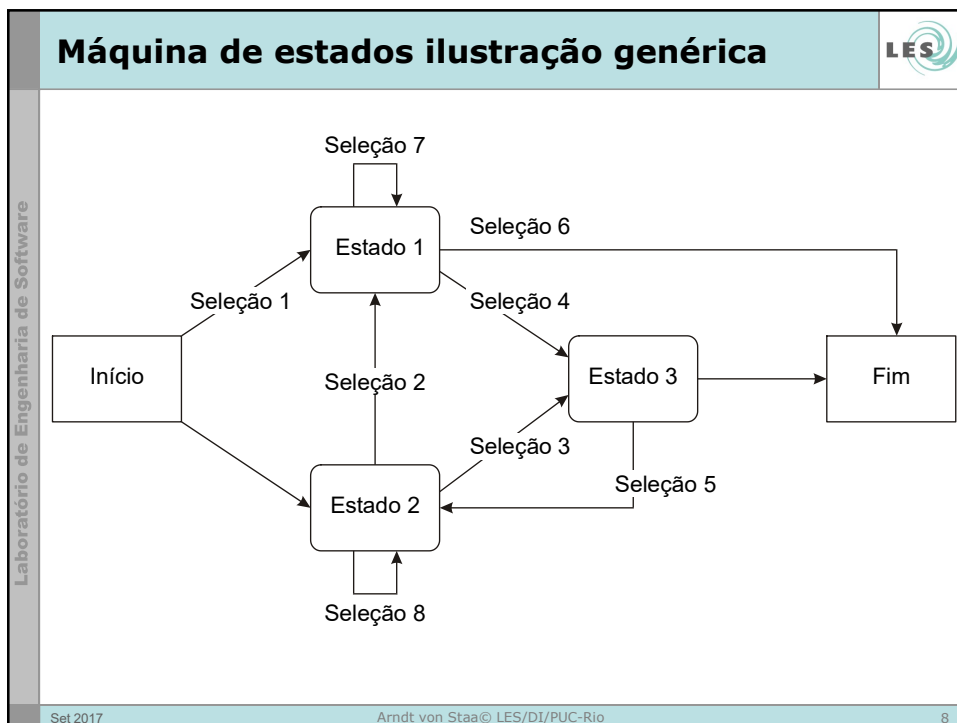 Máquina de estados ilustração genérica
LES
Laboratório de Engenharia de Software
Seleção 7
Estado 1
Seleção 6
Seleção 1
Seleção 4
Início
Seleção 2
Estado 3
Fim
Seleção 3
Estado 2
Seleção 5
Seleção 8
Set 2017
Arndt von Staa© LES/DI/PUC-Rio
8